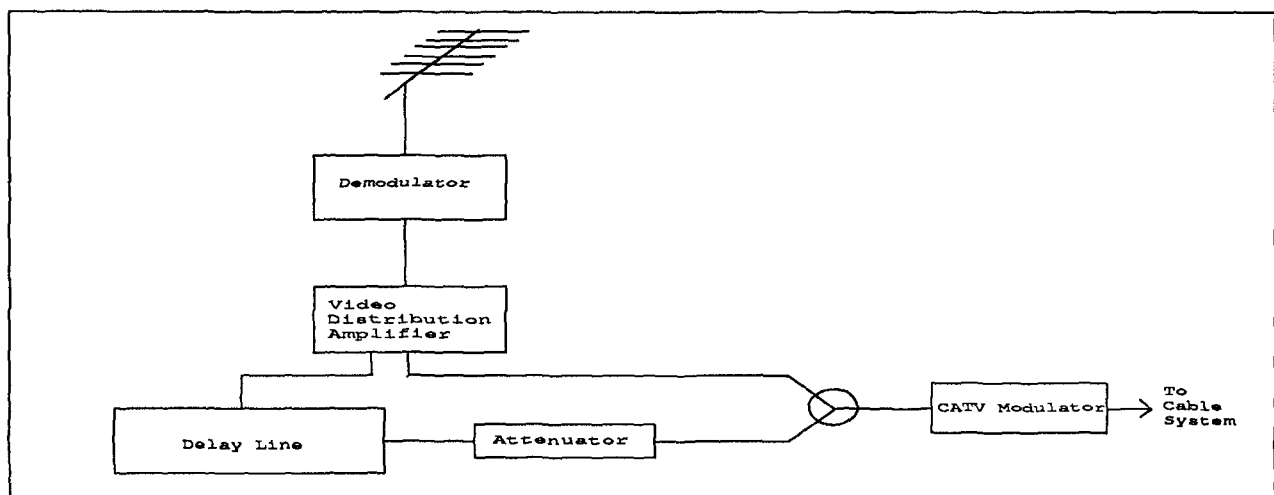 Demodulator
Video
Distribution
Amplifier
Delay Line
Attenuator
CATV Modulator
To
Cable
System